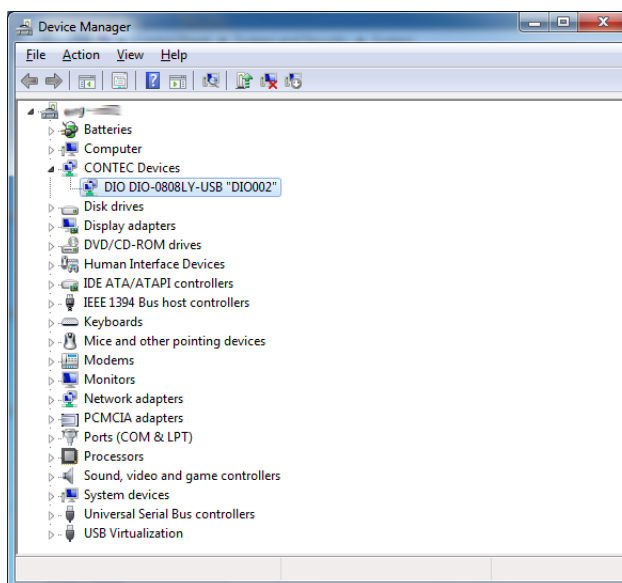 Device Manager
File Action View Help
Batteries
Computer
CONTEC Devices
DIO DIO-0808LY-USB "DIO002"
Disk drives
Display adapters
DVD/CD-ROM drives
Human Interface Devices
IDE ATA/ATAPI controllers
IEEE 1394 Bus host controllers
Keyboards
Mice and other pointing devices
Modems
Monitors
Network adapters
PCMCIA adapters
Ports (COM & LPT)
Processors
Sound, video and game controllers
System devices
Universal Serial Bus controllers
USB Virtualization